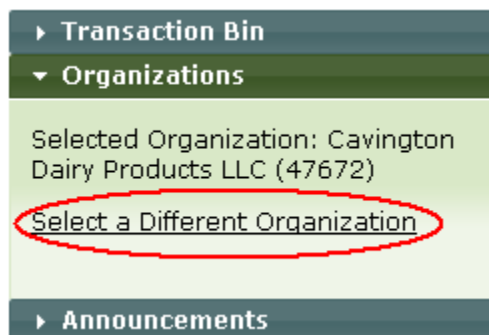 Transaction Bin
Organizations
Selected Organization: Cavington
Dairy Products LLC (47672)
Select a Different Organization
Announcements